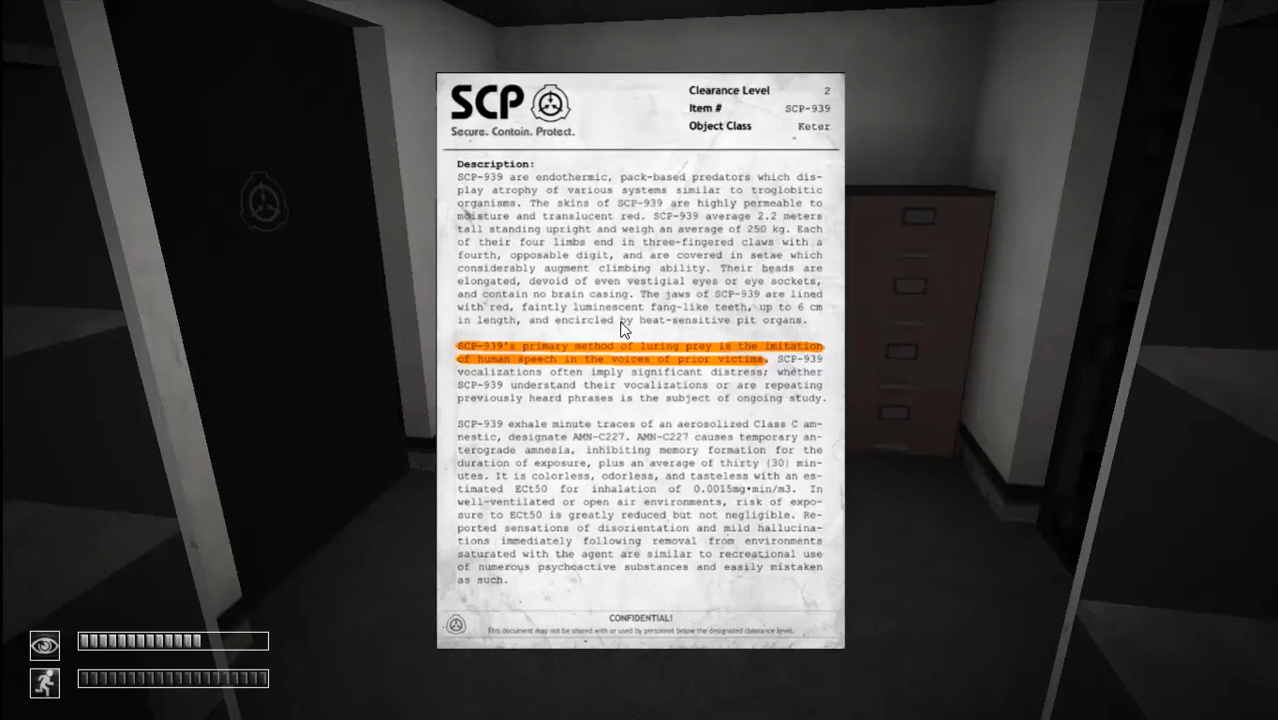 SCP
Secure. Contain. Protect.
Clearance Level 2
Item # SCP-939
Object Class Keter
Description:
SCP-939 are endothermic, pack-based predators which dis-
play atrophy of various systems similar to troglobitic
organisms. The skins of SCP-939 are highly permeable to
moisture and translucent red. SCP-939 average 2.2 meters
tall standing upright and weigh an average of 250 kg. Each
of their four limbs end in three-fingered claws with a
fourth, opposable digit, and are covered in setae which
considerably augment climbing ability. Their heads are
elongated, devoid of even vestigial eyes or eye sockets,
and contain no brain casing. The jaws of SCP-939 are lined
with red, faintly luminescent fang-like teeth, up to 6 cm
in length, and encircled by heat-sensitive pit organs.
SCP-939's primary method of luring prey is the imitation
of human speech in the voices of prior victims. SCP-939
vocalizations often imply significant distress; whether
SCP-939 understand their vocalizations or are repeating
previously heard phrases is the subject of ongoing study.
SCP-939 exhale minute traces of an aerosolized Class C am-
nestic, designate AMN-C227. AMN-C227 causes temporary an-
terograde amnesia, inhibiting memory formation for the
duration of exposure, plus an average of thirty (30) min-
utes. It is colorless, odorless, and tasteless with an es-
timated ECt50 for inhalation of 0.0015mg•min/m3. In
well-ventilated or open air environments, risk of expo-
sure to ECt50 is greatly reduced but not negligible. Re-
ported sensations of disorientation and mild hallucina-
tions immediately following removal from environments
saturated with the agent are similar to recreational use
of numerous psychoactive substances and easily mistaken
as such.
CONFIDENTIAL!
This document may not be shared with or used by personnel below the designated clearance level.